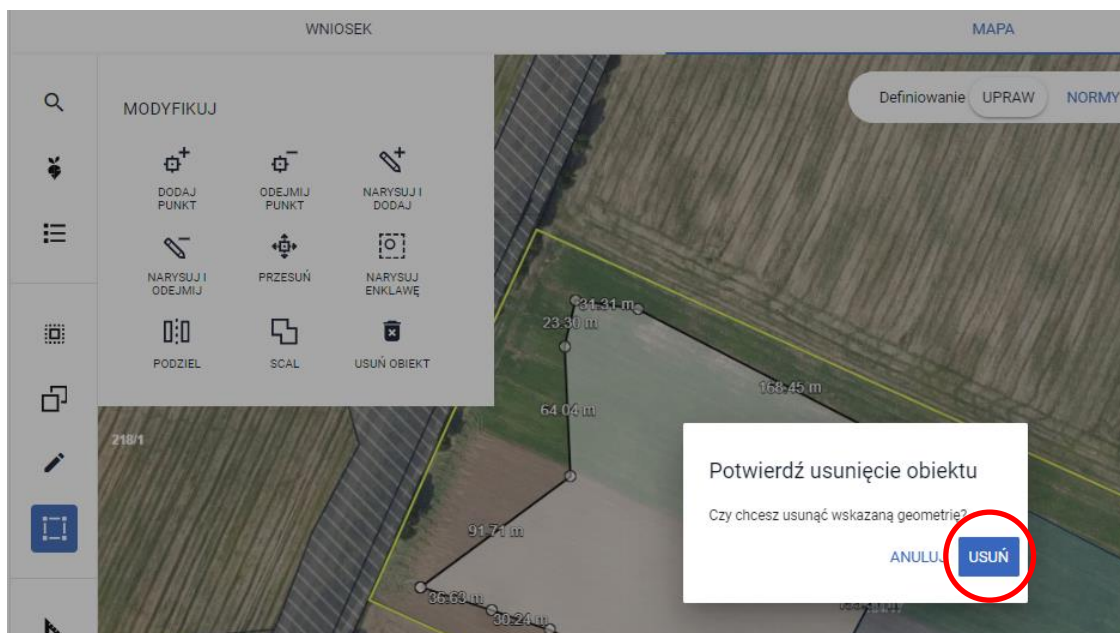 WNIOSEK
MAPA
Definiowanie UPRAW NORMY
MODYFIKUJ
DODAJ
PUNKT
ODEJMIJ
PUNKT
NARYSUJ I
DODAJ
NARYSUJ I
ODEJMIJ
PRZESUŃ
NARYSUJ
ENKLAWĘ
PODZIEL
SCAL
USUŃ OBIEKT
31.31 m
23.30 m
168.45 m
64.04 m
218/1
91.71 m
36.63 m
30.24 m
Potwierdź usunięcie obiektu
Czy chcesz usunąć wskazaną geometrię?
ANULUJ USUŃ